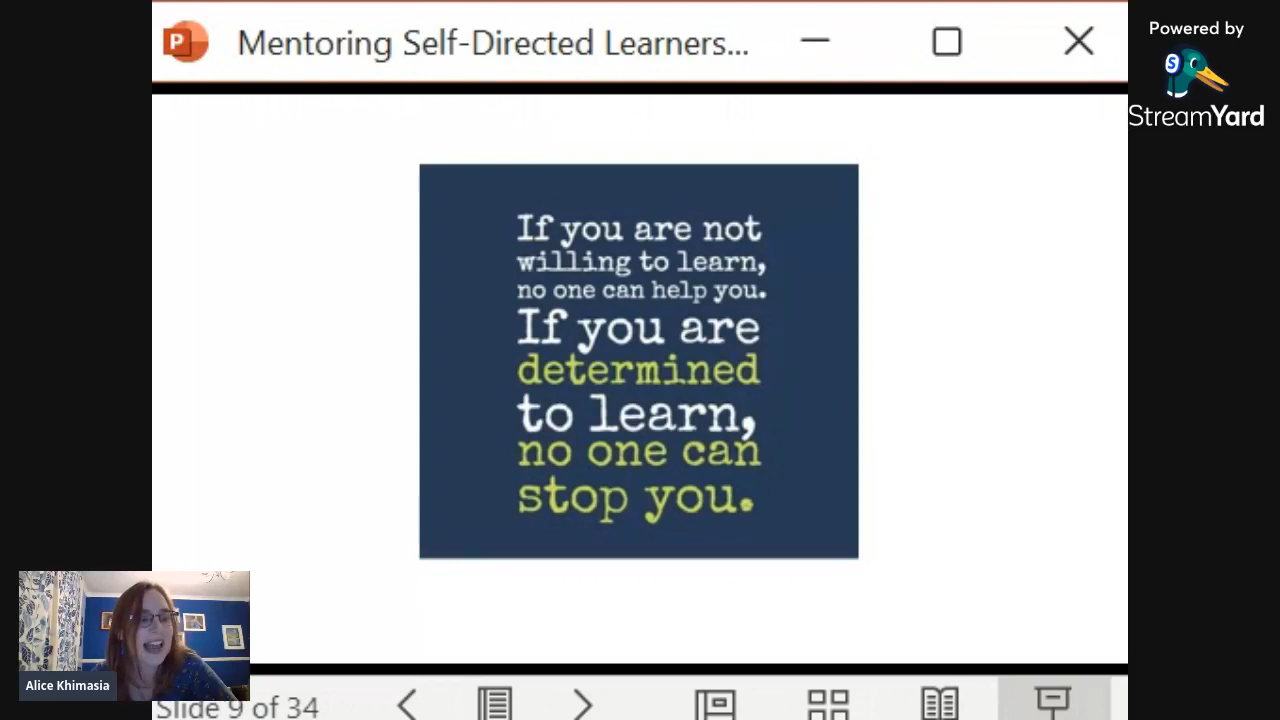 Mentoring Self-Directed Learners...
Powered by
StreamYard
If you are not
willing to learn,
no one can help you.
If you are
determined
to learn,
no one can
stop you.
Alice Khimasia
Slide 9 of 34